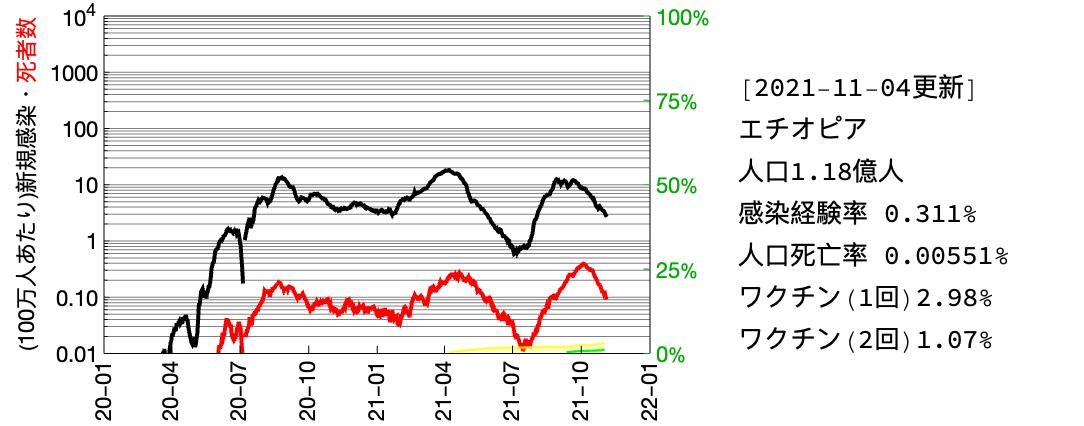 (100万人あたり)新規感染・死者数
10^4
1000
100
10
1
0.10
0.01
100%
75%
50%
25%
0%
20-01
20-04
20-07
20-10
21-01
21-04
21-07
21-10
22-01
[2021-11-04更新]
エチオピア
人口1.18億人
感染経験率 0.311%
人口死亡率 0.00551%
ワクチン(1回)2.98%
ワクチン(2回)1.07%